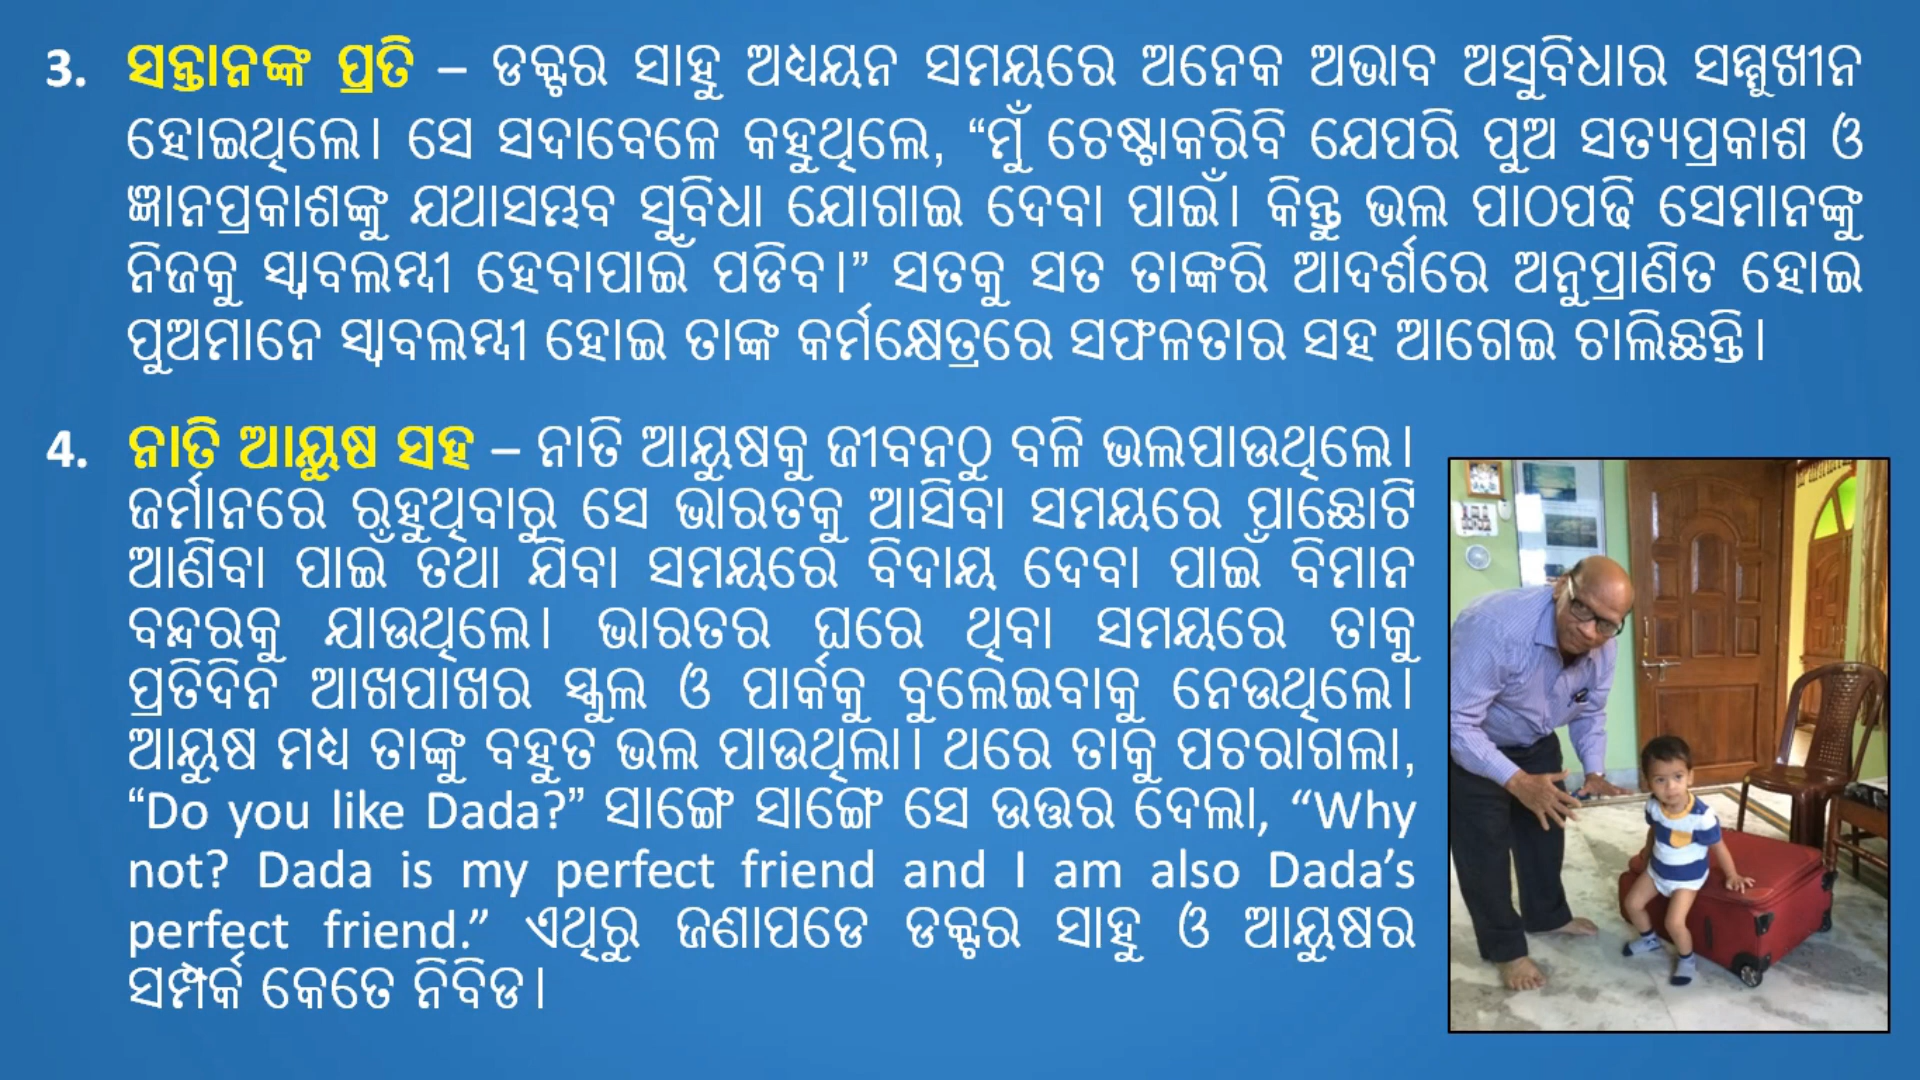 3. ସନ୍ତାନଙ୍କ ପ୍ରତି – ଡକ୍ଟର ସାହୁ ଅଧ୍ୟୟନ ସମୟରେ ଅନେକ ଅଭାବ ଅସୁବିଧାର ସମ୍ମୁଖୀନ
ହୋଇଥିଲେ। ସେ ସଦାବେଳେ କହୁଥିଲେ, “ମୁଁ ଚେଷ୍ଟାକରିବି ଯେପରି ପୁଅ ସତ୍ୟପ୍ରକାଶ ଓ
ଜ୍ଞାନପ୍ରକାଶଙ୍କୁ ଯଥାସମ୍ଭବ ସୁବିଧା ଯୋଗାଇ ଦେବା ପାଇଁ। କିନ୍ତୁ ଭଲ ପାଠପଢି ସେମାନଙ୍କୁ
ନିଜକୁ ସ୍ୱାବଲମ୍ବୀ ହେବାପାଇଁ ପଡିବ।” ସତକୁ ସତ ତାଙ୍କରି ଆଦର୍ଶରେ ଅନୁପ୍ରାଣିତ ହୋଇ
ପୁଅମାନେ ସ୍ୱାବଲମ୍ବୀ ହୋଇ ତାଙ୍କ କର୍ମକ୍ଷେତ୍ରରେ ସଫଳତାର ସହ ଆଗେଇ ଚାଲିଛନ୍ତି।
4. ନାତି ଆୟୁଷ ସହ – ନାତି ଆୟୁଷକୁ ଜୀବନଠୁ ବଳି ଭଲପାଉଥିଲେ।
ଜର୍ମାନରେ ରହୁଥିବାରୁ ସେ ଭାରତକୁ ଆସିବା ସମୟରେ ପାଛୋଟି
ଆଣିବା ପାଇଁ ତଥା ଯିବା ସମୟରେ ବିଦାୟ ଦେବା ପାଇଁ ବିମାନ
ବନ୍ଦରକୁ ଯାଉଥିଲେ। ଭାରତର ଘରେ ଥିବା ସମୟରେ ତାକୁ
ପ୍ରତିଦିନ ଆଖପାଖର ସ୍କୁଲ ଓ ପାର୍କକୁ ବୁଲେଇବାକୁ ନେଉଥିଲେ।
ଆୟୁଷ ମଧ୍ୟ ତାଙ୍କୁ ବହୁତ ଭଲ ପାଉଥିଲା। ଥରେ ତାକୁ ପଚରାଗଲା,
“Do you like Dada?” ସାଙ୍ଗେ ସାଙ୍ଗେ ସେ ଉତ୍ତର ଦେଲା, “Why
not? Dada is my perfect friend and I am also Dada’s
perfect friend.” ଏଥିରୁ ଜଣାପଡେ ଡକ୍ଟର ସାହୁ ଓ ଆୟୁଷର
ସମ୍ପର୍କ କେତେ ନିବିଡ।